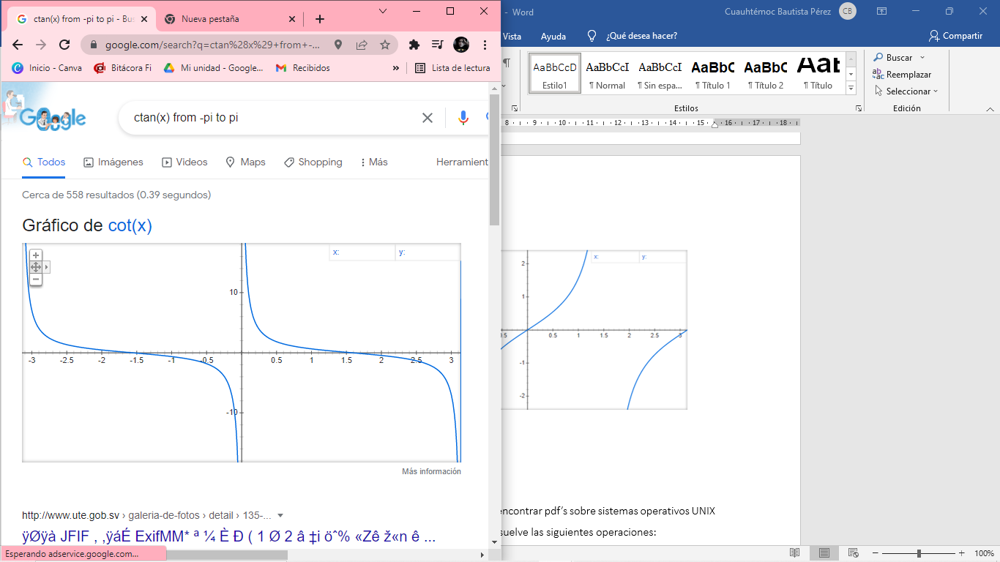 ctan(x) from -pi to pi - Bus
Nueva pestaña
google.com/search?q=ctan%28x%29+from+-...
Inicio - Canva
Bitácora Fi
Mi unidad - Google...
Recibidos
»
Lista de lectura
Google
ctan(x) from -pi to pi
Todos
Imágenes
Videos
Maps
Shopping
Más
Herramient
Cerca de 558 resultados (0.39 segundos)
Gráfico de cot(x)
x:
y:
10
-3 -2.5 -2 -1.5 -1 -0.5 0.5 1 1.5 2 2.5 3
-10
Más información
http://www.ute.gob.sv › galeria-de-fotos › detail › 135-...
ÿØÿà JFIF , ,ÿáÉ ExifMM* ª ¼ È Ð ( 1 Ø 2 â ‡i öˆ% «Zê ž«n ê ...
Esperando adservice.google.com...
- Word
Cuauhtémoc Bautista Pérez
CB
Vista
Ayuda
¿Qué desea hacer?
Compartir
AaBbCcD AaBbCcI AaBbCcI AaBbC AaBbCc Aat
Estilo1 ¶ Normal ¶ Sin espa... ¶ Título 1 ¶ Título 2 ¶ Título
Estilos
Buscar
Reemplazar
Seleccionar
Edición
8 9 10 11 12 13 14 15 16 17 18
x:
y:
2
1
0.5 0.5 1 1.5 2 2.5 3
-1
-2
encontrar pdf's sobre sistemas operativos UNIX
suelve las siguientes operaciones:
100%